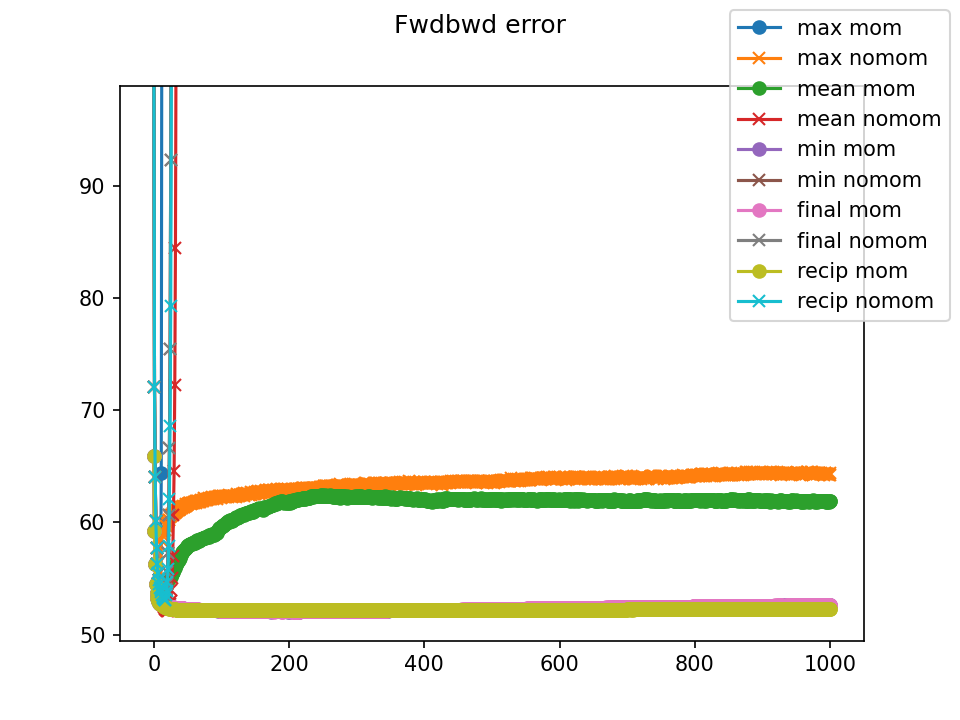 Fwdbwd error
max mom
max nomom
mean mom
mean nomom
min mom
min nomom
final mom
final nomom
recip mom
recip nomom
90
80
70
60
50
0 200 400 600 800 1000